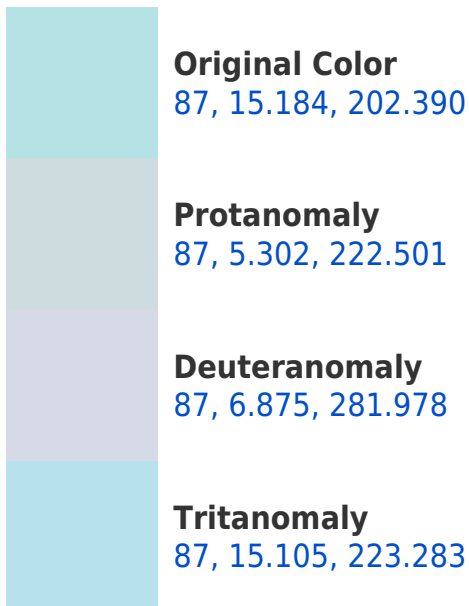 Original Color
87, 15.184, 202.390
Protanomaly
87, 5.302, 222.501
Deuteranomaly
87, 6.875, 281.978
Tritanomaly
87, 15.105, 223.283